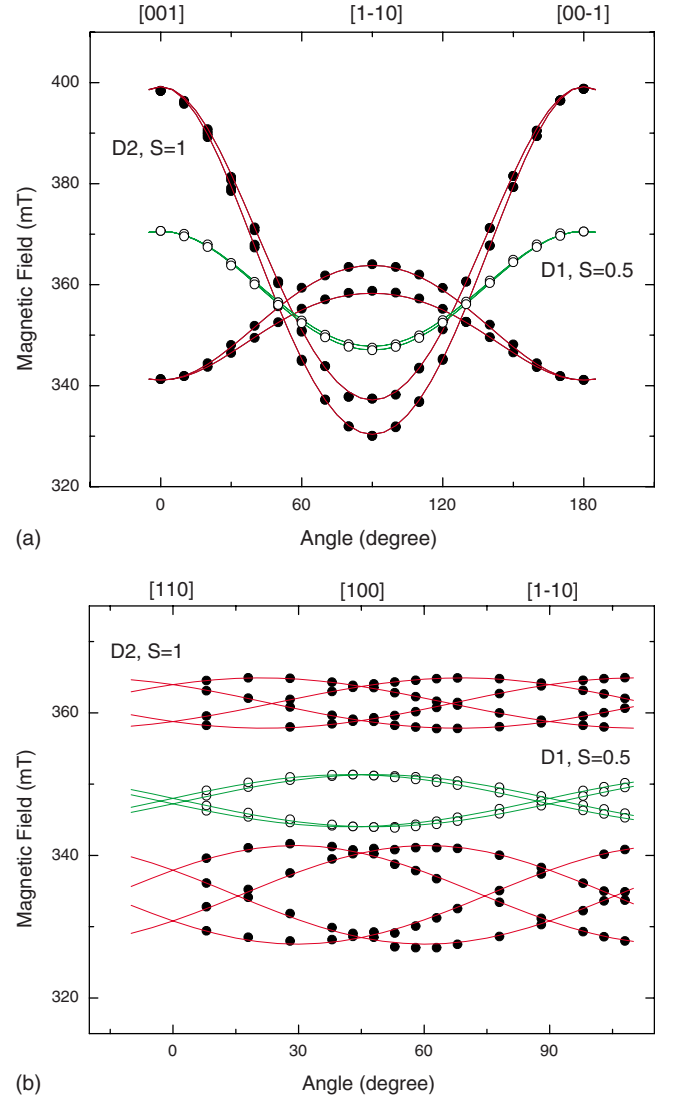 [001] [1-10] [00-1]
400
D2, S=1
380
D1, S=0.5
360
340
320
Magnetic Field (mT)
0 60 120 180
Angle (degree)
(a)
[110] [100] [1-10]
D2, S=1
360
D1, S=0.5
340
320
Magnetic Field (mT)
0 30 60 90
Angle (degree)
(b)